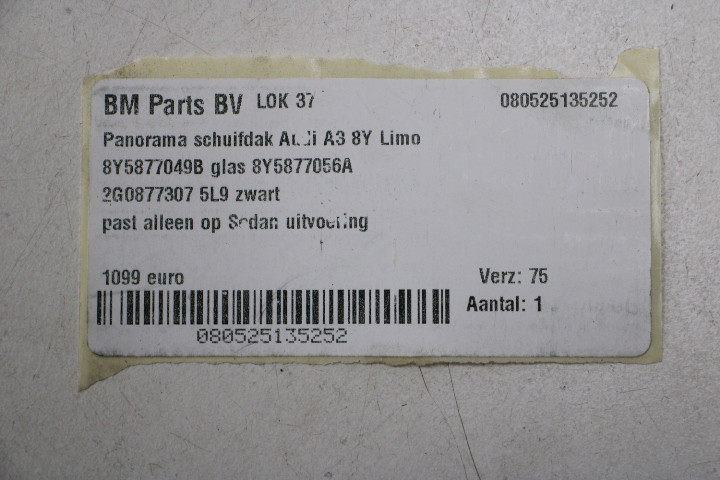 BM Parts BV LOK 37 080525135252
Panorama schuifdak Audi A3 8Y Limo
8Y5877049B glas 8Y5877056A
2G0877307 5L9 zwart
past alleen op Sedan uitvoering
1099 euro Verz: 75
Aantal: 1
080525135252